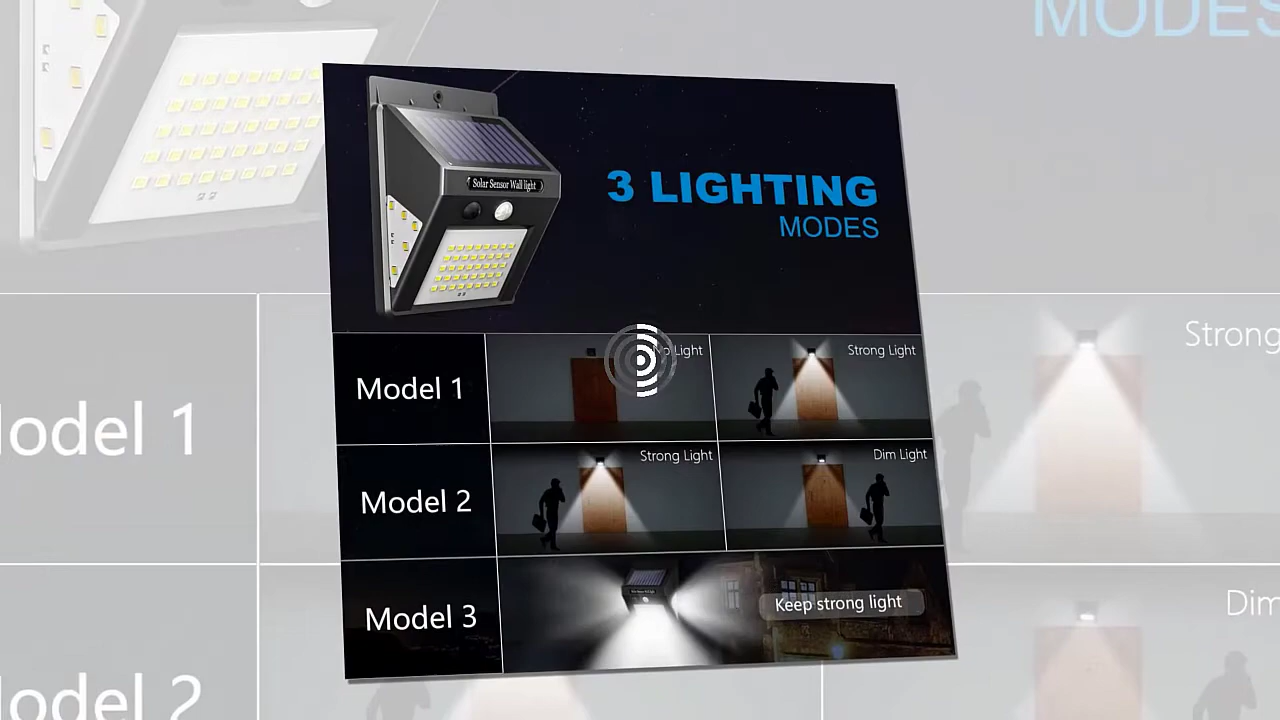 MODES
Solar Sensor Wall light
3 LIGHTING
MODES
Model 1
Light
Strong Light
Model 2
Strong Light
Dim Light
Model 3
Keep strong light
odel 1
Strong
odel 2
Dim